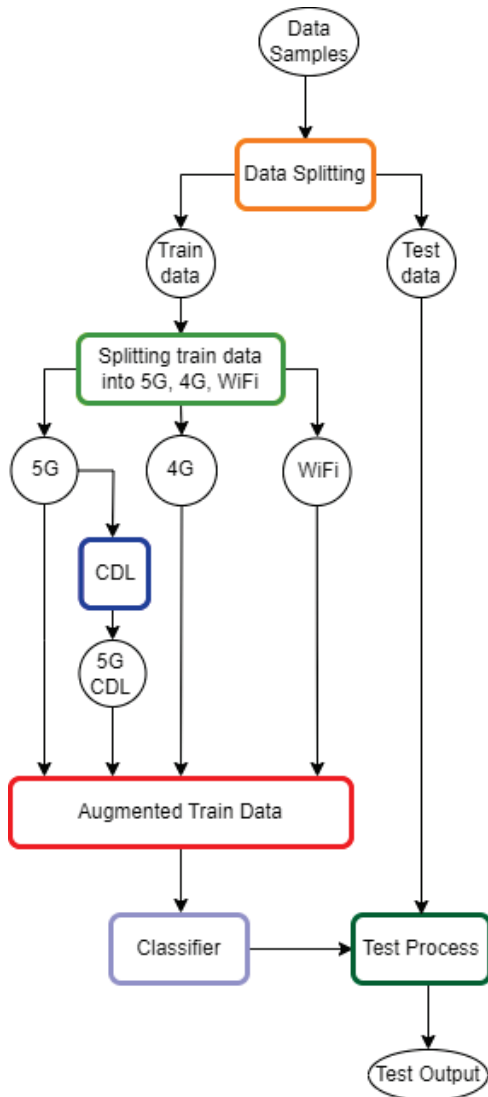 Data
Samples
Data Splitting
Train
data
Test
data
Splitting train data
into 5G, 4G, WiFi
5G
4G
WiFi
CDL
5G
CDL
Augmented Train Data
Classifier
Test Process
Test Output